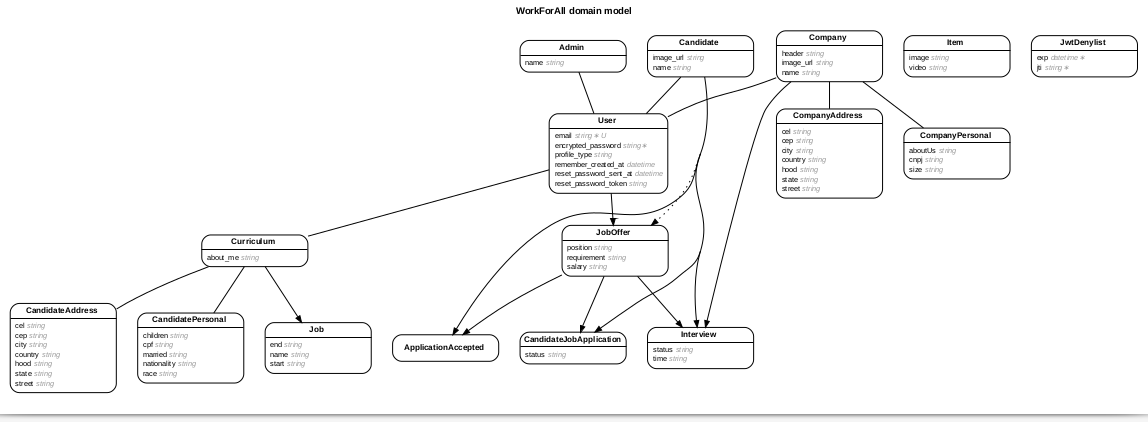 WorkForAll domain model
Admin
name string
Candidate
image_url string
name string
Company
header string
image_url string
name string
Item
image string
video string
JwtDenylist
exp datetime ∗
jti string ∗
User
email string ∗ U
encrypted_password string ∗
profile_type string
remember_created_at datetime
reset_password_sent_at datetime
reset_password_token string
CompanyAddress
cel string
cep string
city string
country string
hood string
state string
street string
CompanyPersonal
aboutUs string
cnpj string
size string
Curriculum
about_me string
JobOffer
position string
requirement string
salary string
CandidateAddress
cel string
cep string
city string
country string
hood string
state string
street string
CandidatePersonal
children string
cpf string
married string
nationality string
race string
Job
end string
name string
start string
ApplicationAccepted
CandidateJobApplication
status string
Interview
status string
time string